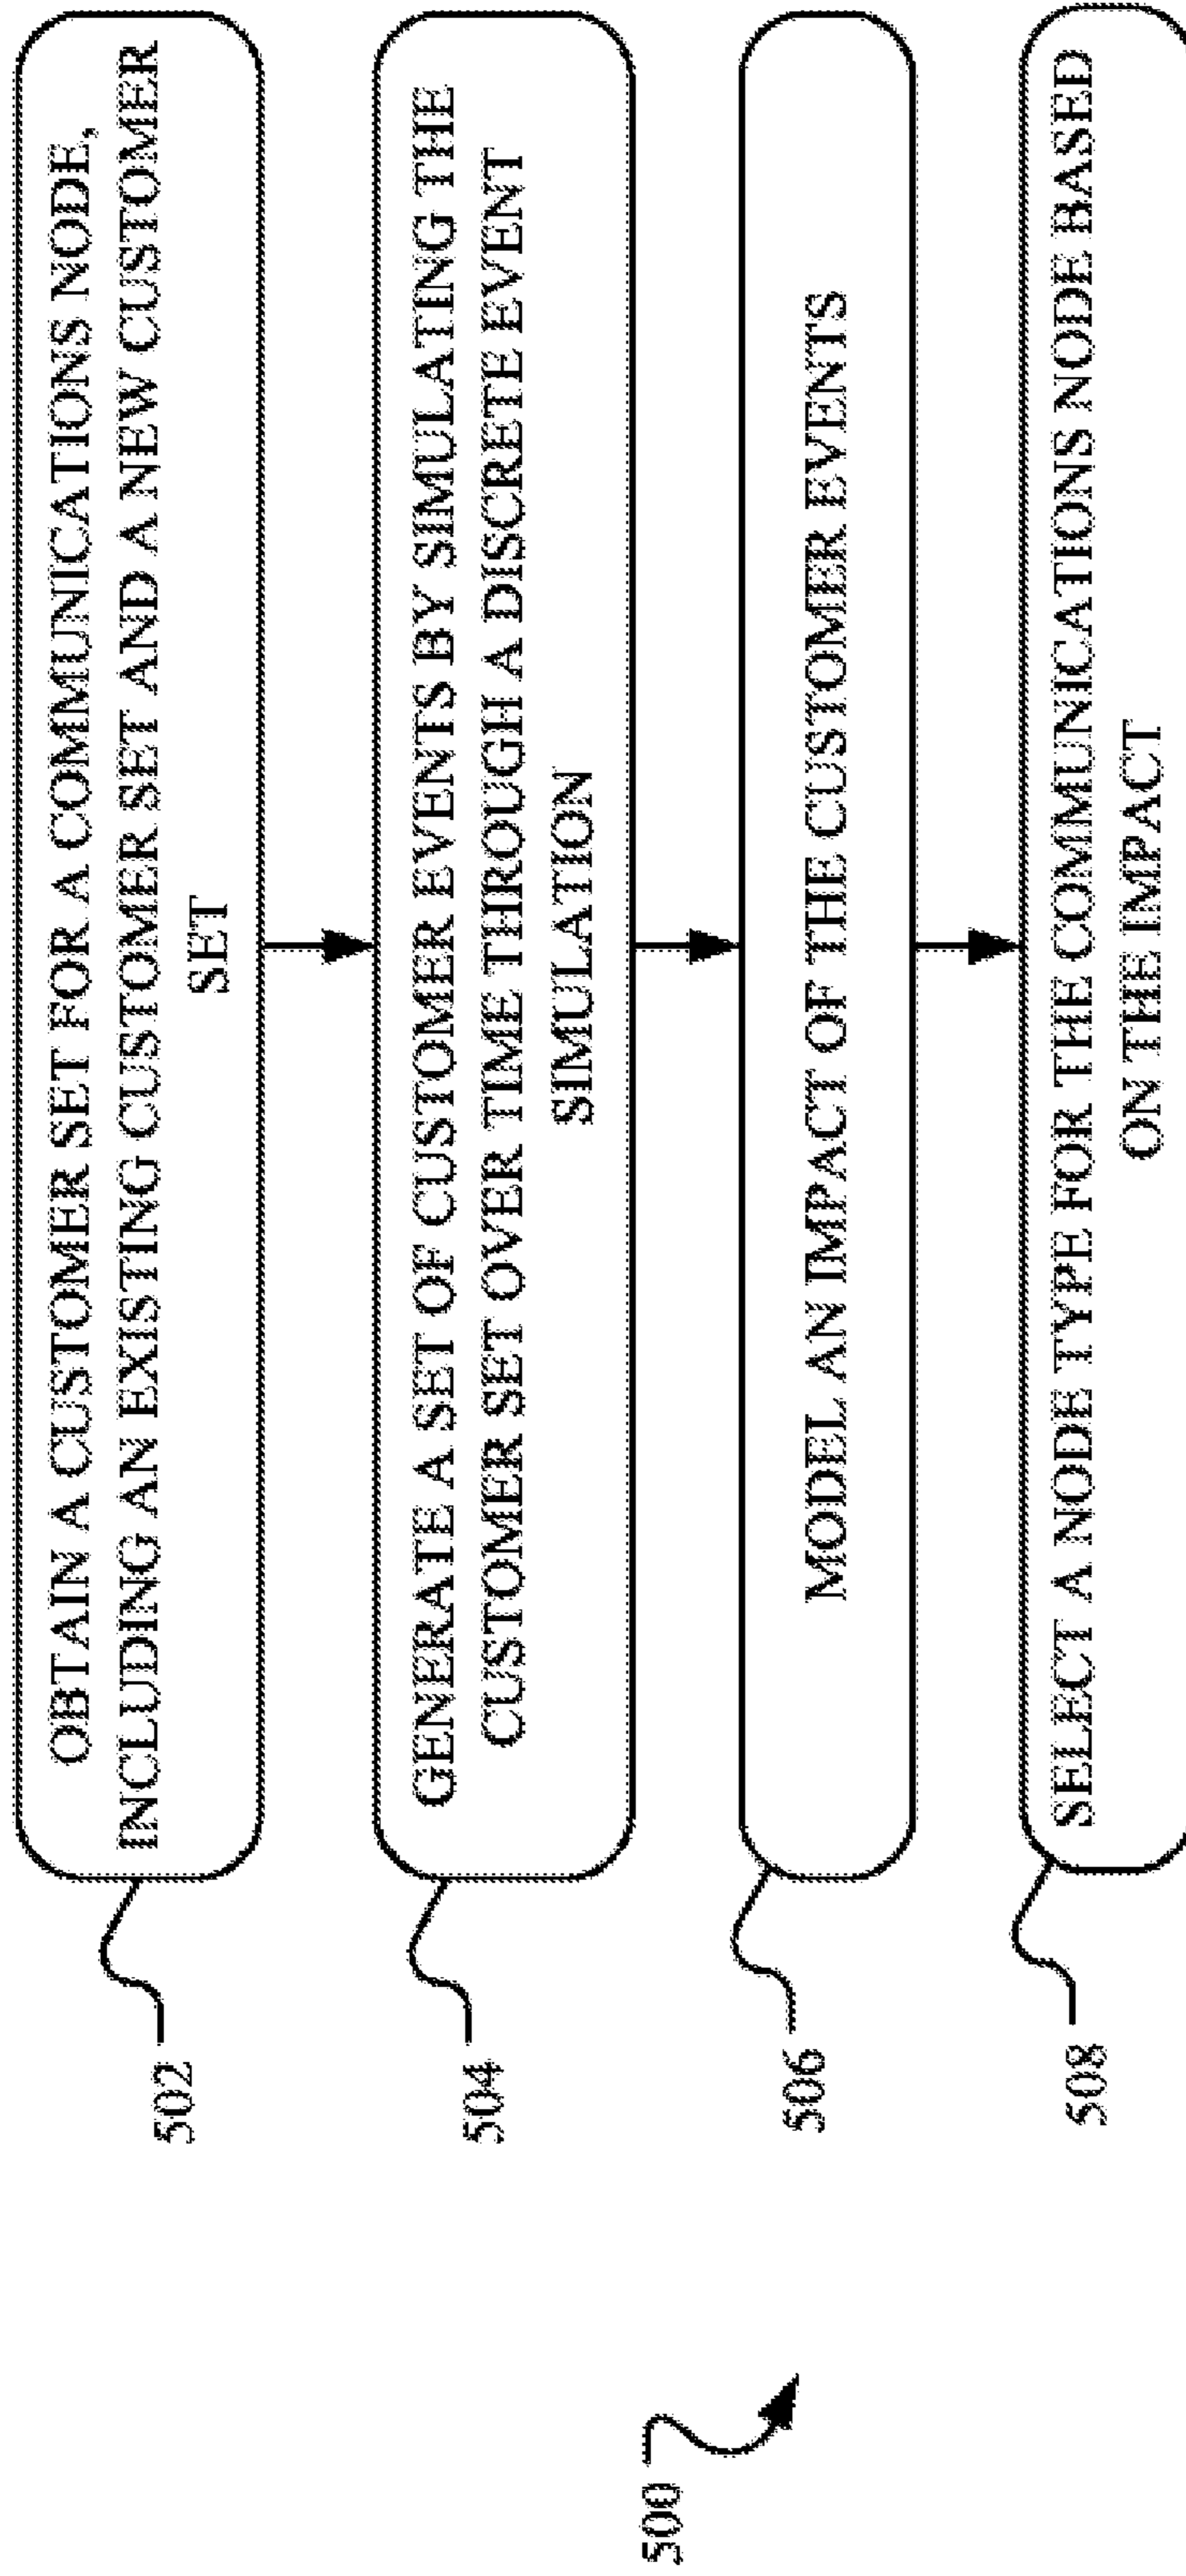 500
502
OBTAIN A CUSTOMER SET FOR A COMMUNICATIONS NODE,
INCLUDING AN EXISTING CUSTOMER SET AND A NEW CUSTOMER
SET
504
GENERATE A SET OF CUSTOMER EVENTS BY SIMULATING THE
CUSTOMER SET OVER TIME THROUGH A DISCRETE EVENT
SIMULATION
506
MODEL AN IMPACT OF THE CUSTOMER EVENTS
508
SELECT A NODE TYPE FOR THE COMMUNICATIONS NODE BASED
ON THE IMPACT